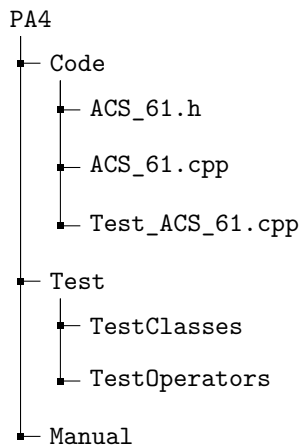 PA4
Code
ACS_61.h
ACS_61.cpp
Test_ACS_61.cpp
Test
TestClasses
TestOperators
Manual